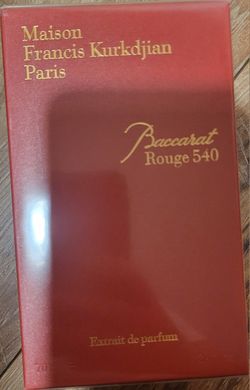 Maison
Francis Kurkdjian
Paris
Baccarat
Rouge 540
Extrait de parfum